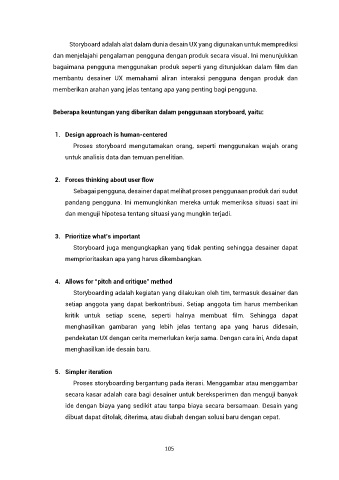 Storyboard adalah alat dalam dunia desain UX yang digunakan untuk memprediksi
dan menjelajahi pengalaman pengguna dengan produk secara visual. Ini menunjukkan
bagaimana pengguna menggunakan produk seperti yang ditunjukkan dalam film dan
membantu desainer UX memahami aliran interaksi pengguna dengan produk dan
memberikan arahan yang jelas tentang apa yang penting bagi pengguna.
Beberapa keuntungan yang diberikan dalam penggunaan storyboard, yaitu:
1. Design approach is human-centered
Proses storyboard mengutamakan orang, seperti menggunakan wajah orang
untuk analisis data dan temuan penelitian.
2. Forces thinking about user flow
Sebagai pengguna, desainer dapat melihat proses penggunaan produk dari sudut
pandang pengguna. Ini memungkinkan mereka untuk memeriksa situasi saat ini
dan menguji hipotesa tentang situasi yang mungkin terjadi.
3. Prioritize what's important
Storyboard juga mengungkapkan yang tidak penting sehingga desainer dapat
memprioritaskan apa yang harus dikembangkan.
4. Allows for "pitch and critique" method
Storyboarding adalah kegiatan yang dilakukan oleh tim, termasuk desainer dan
setiap anggota yang dapat berkontribusi. Setiap anggota tim harus memberikan
kritik untuk setiap scene, seperti halnya membuat film. Sehingga dapat
menghasilkan gambaran yang lebih jelas tentang apa yang harus didesain,
pendekatan UX dengan cerita memerlukan kerja sama. Dengan cara ini, Anda dapat
menghasilkan ide desain baru.
5. Simpler iteration
Proses storyboarding bergantung pada iterasi. Menggambar atau menggambar
secara kasar adalah cara bagi desainer untuk bereksperimen dan menguji banyak
ide dengan biaya yang sedikit atau tanpa biaya secara bersamaan. Desain yang
dibuat dapat ditolak, diterima, atau diubah dengan solusi baru dengan cepat.
105